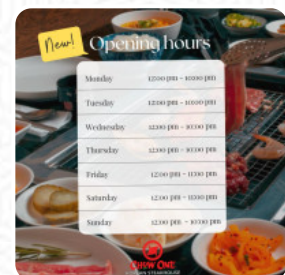 New!
Opening hours
Monday 12:00 pm - 10:00 pm
Tuesday 12:00 pm - 10:00 pm
Wednesday 12:00 pm - 10:00 pm
Thursday 12:00 pm - 10:00 pm
Friday 12:00 pm - 11:00 pm
Saturday 12:00 pm - 11:00 pm
Sunday 12:00 pm - 10:00 pm
ONE
STEAKHOUSE